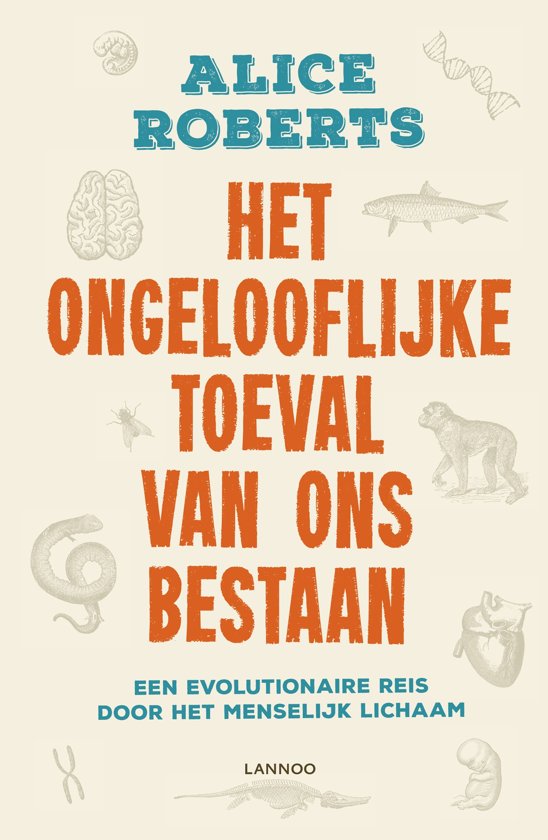 ALICE
ROBERTS
HET
ONGELOOFLIJKE
TOEVAL
VAN ONS
BESTAAN
EEN EVOLUTIONAIRE REIS
DOOR HET MENSELIJK LICHAAM
LANNOO